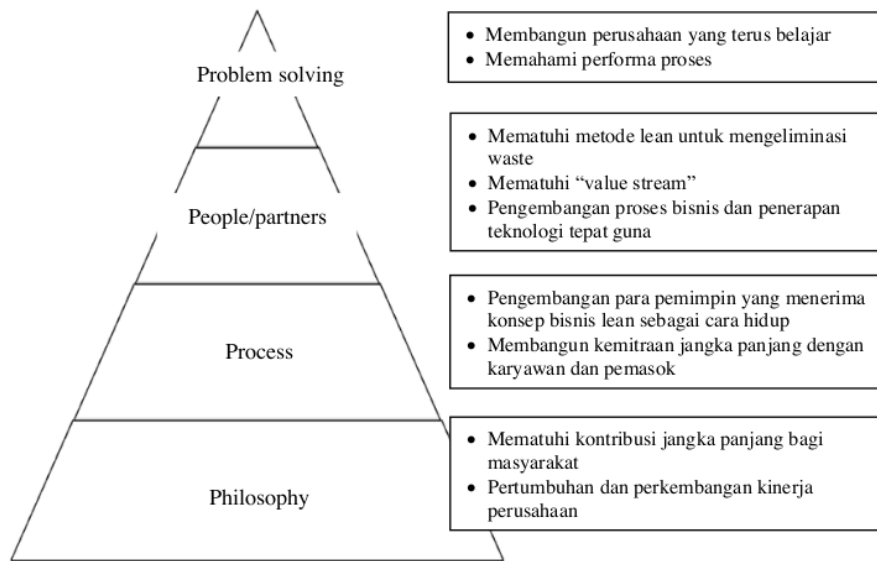 Problem solving
• Membangun perusahaan yang terus belajar
• Memahami performa proses
People/partners
• Mematuhi metode lean untuk mengeliminasi
waste
• Mematuhi “value stream”
• Pengembangan proses bisnis dan penerapan
teknologi tepat guna
Process
• Pengembangan para pemimpin yang menerima
konsep bisnis lean sebagai cara hidup
• Membangun kemitraan jangka panjang dengan
karyawan dan pemasok
Philosophy
• Mematuhi kontribusi jangka panjang bagi
masyarakat
• Pertumbuhan dan perkembangan kinerja
perusahaan